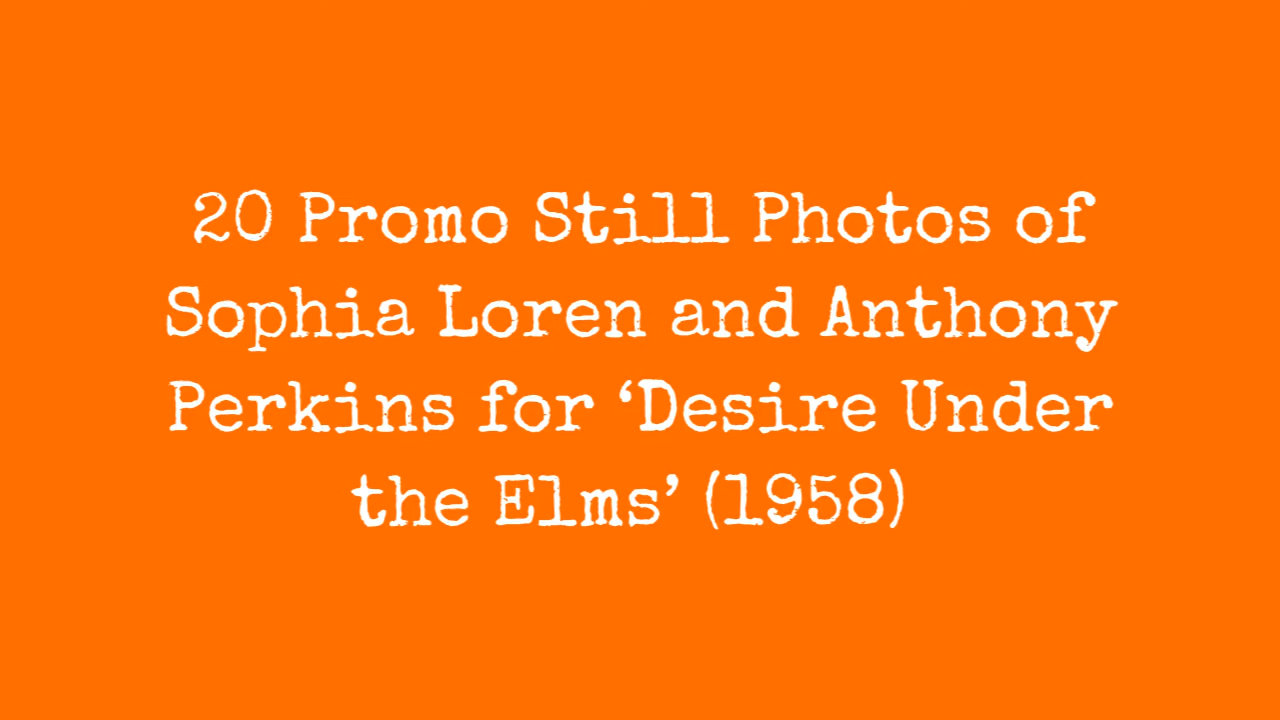 20 Promo Still Photos of
Sophia Loren and Anthony
Perkins for ‘Desire Under
the Elms’ (1958)